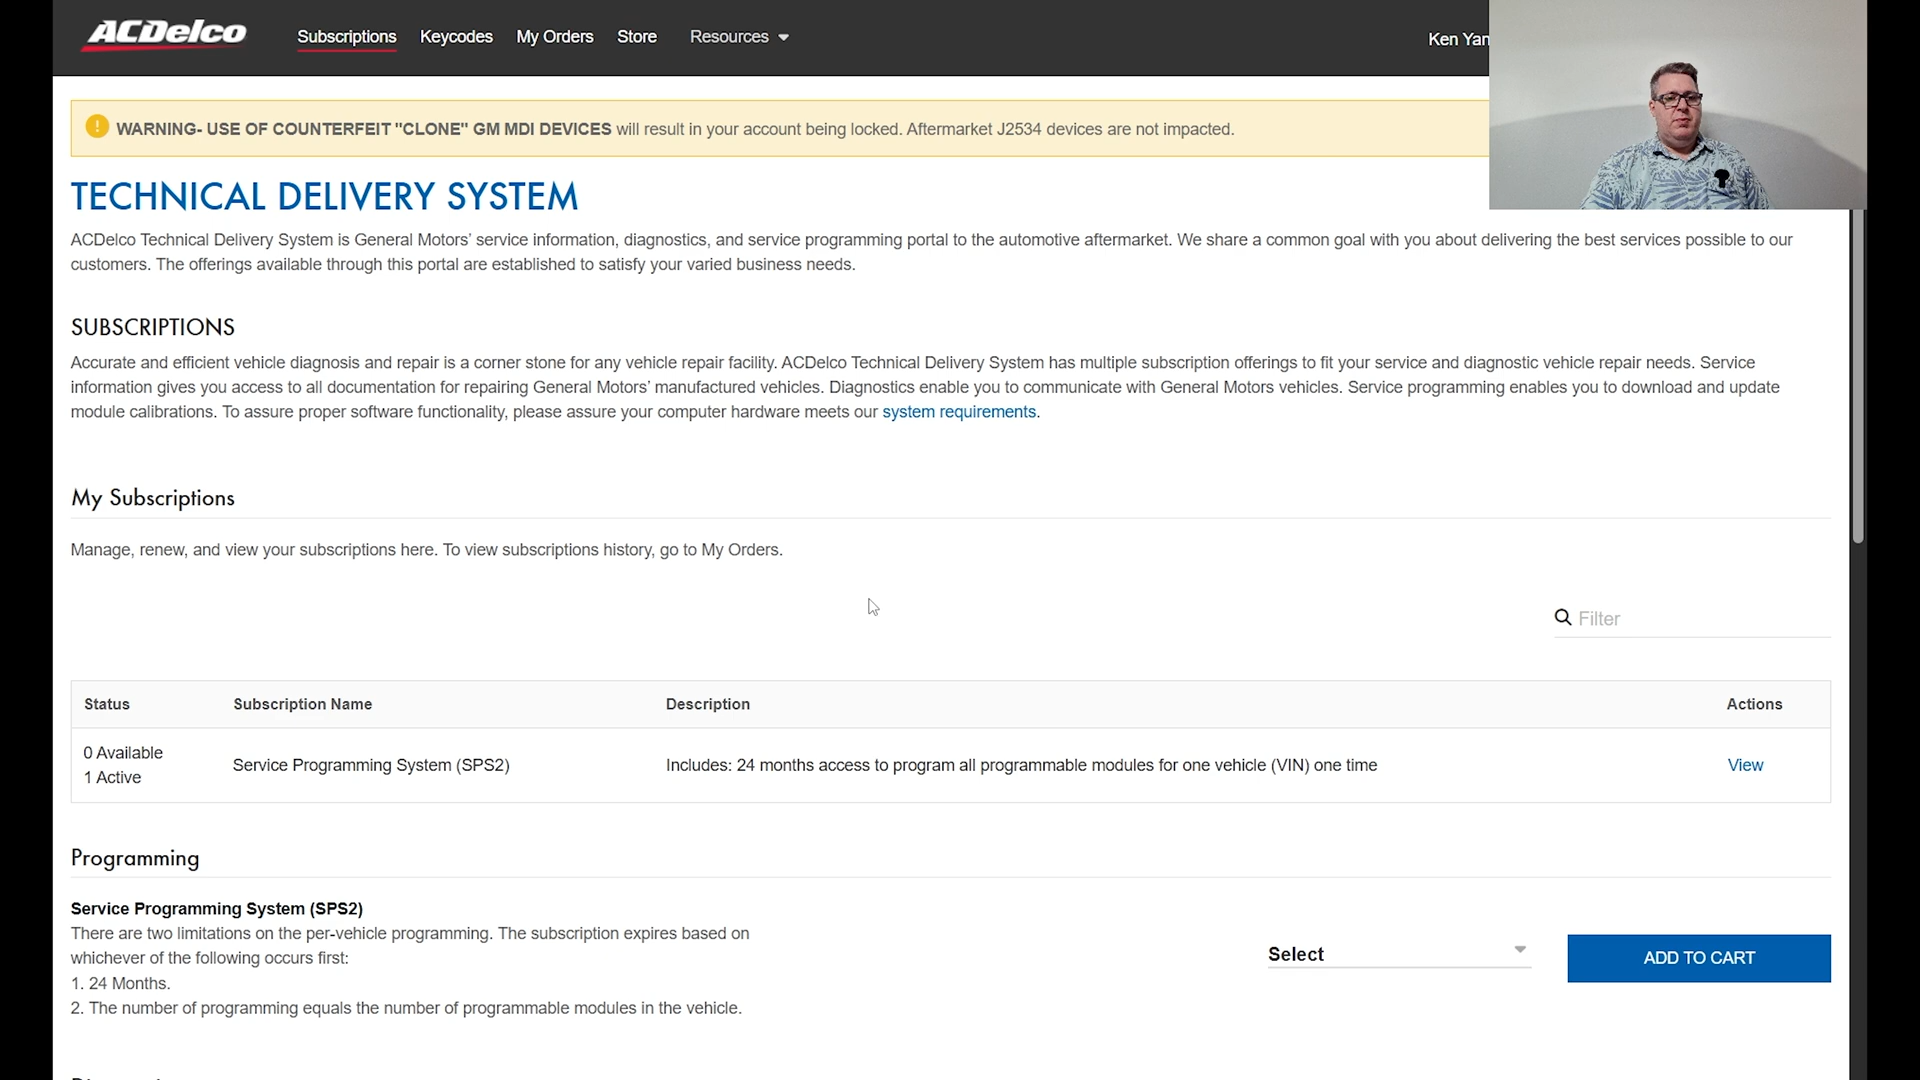 ACDelco
Subscriptions Keycodes My Orders Store Resources
Ken Yan
WARNING- USE OF COUNTERFEIT "CLONE" GM MDI DEVICES will result in your account being locked. Aftermarket J2534 devices are not impacted.
TECHNICAL DELIVERY SYSTEM
ACDelco Technical Delivery System is General Motors’ service information, diagnostics, and service programming portal to the automotive aftermarket. We share a common goal with you about delivering the best services possible to our
customers. The offerings available through this portal are established to satisfy your varied business needs.
SUBSCRIPTIONS
Accurate and efficient vehicle diagnosis and repair is a corner stone for any vehicle repair facility. ACDelco Technical Delivery System has multiple subscription offerings to fit your service and diagnostic vehicle repair needs. Service
information gives you access to all documentation for repairing General Motors’ manufactured vehicles. Diagnostics enable you to communicate with General Motors vehicles. Service programming enables you to download and update
module calibrations. To assure proper software functionality, please assure your computer hardware meets our system requirements.
My Subscriptions
Manage, renew, and view your subscriptions here. To view subscriptions history, go to My Orders.
Filter
Status Subscription Name Description Actions
0 Available
1 Active
Service Programming System (SPS2) Includes: 24 months access to program all programmable modules for one vehicle (VIN) one time View
Programming
Service Programming System (SPS2)
There are two limitations on the per-vehicle programming. The subscription expires based on
whichever of the following occurs first:
1. 24 Months.
2. The number of programming equals the number of programmable modules in the vehicle.
Select
ADD TO CART